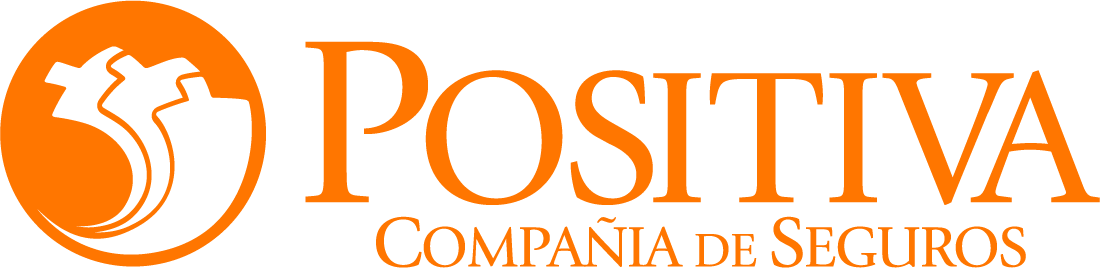 POSITIVA
COMPAÑIA DE SEGUROS